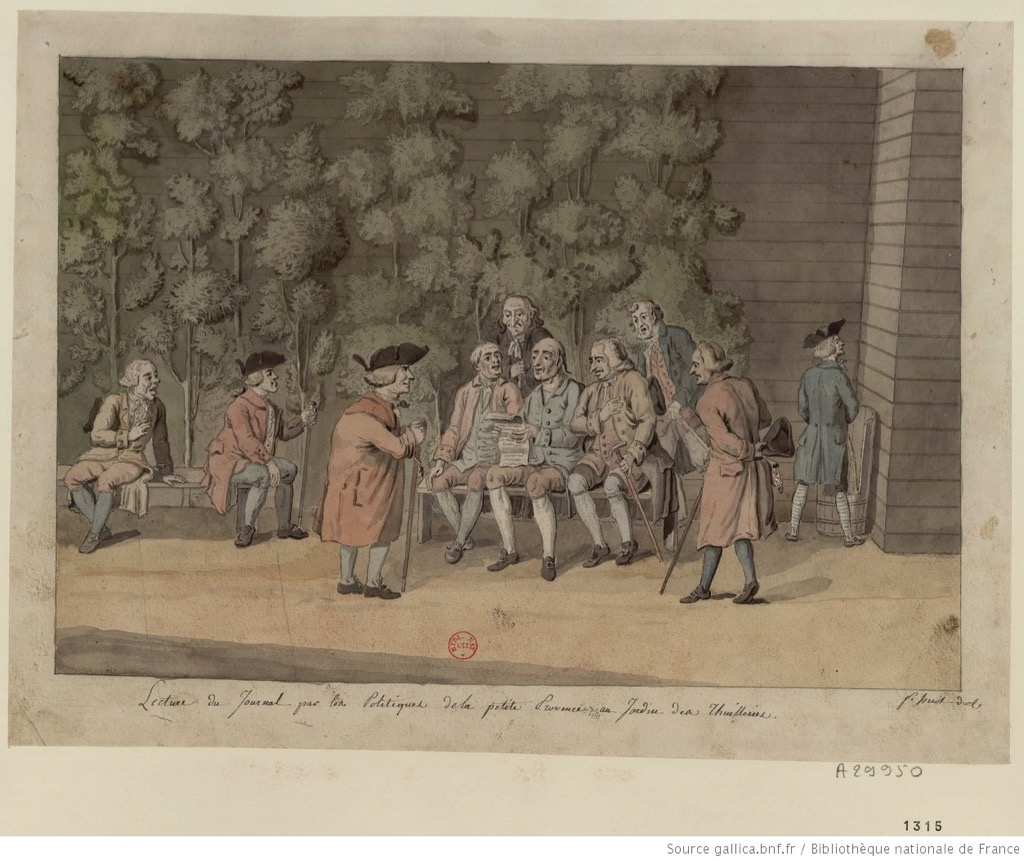 Lecture du Journal par les Politiques de la petite Provence au Jardin des Thuilleries.
del.
A29950
1315
Source gallica.bnf.fr / Bibliothèque nationale de France